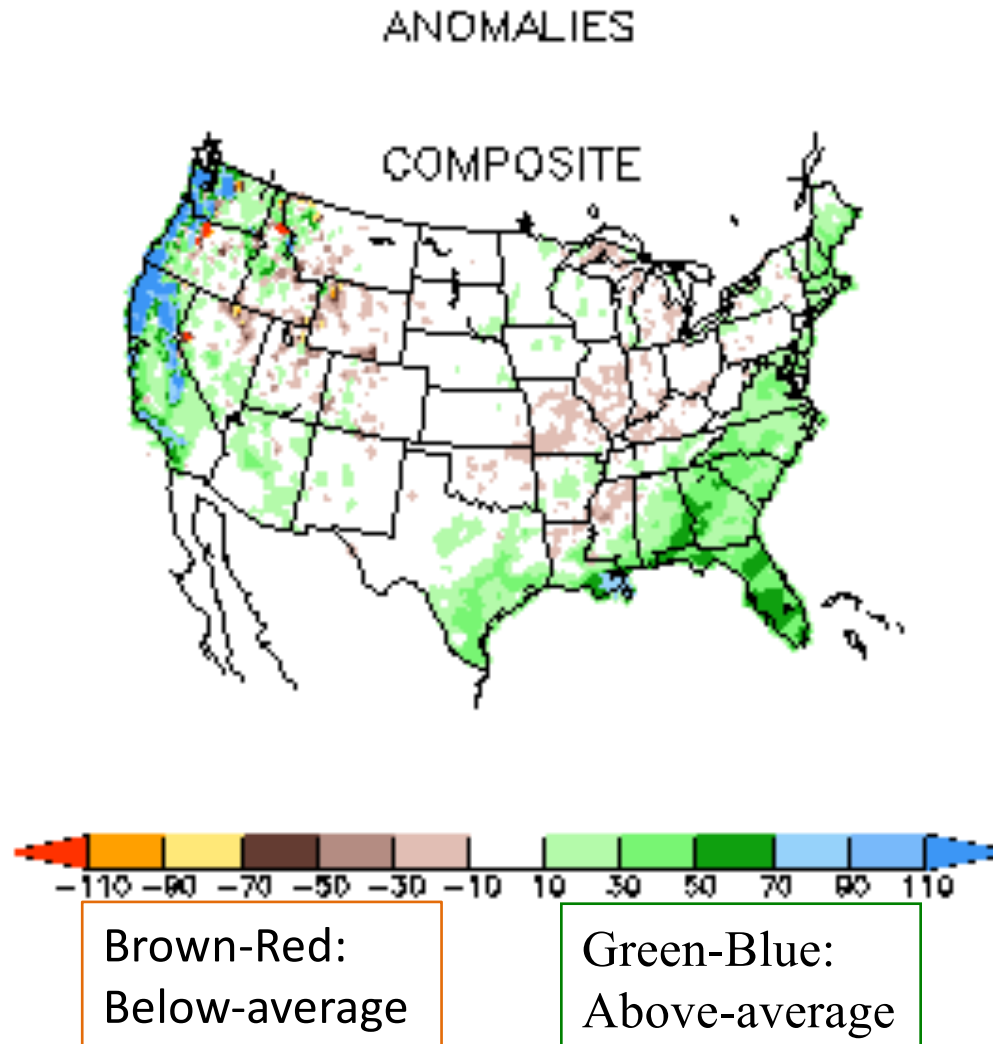 ANOMALIES
COMPOSITE
-110 -90 -70 -50 -30 -10 10 30 50 70 90 110
Brown-Red:
Below-average
Green-Blue:
Above-average